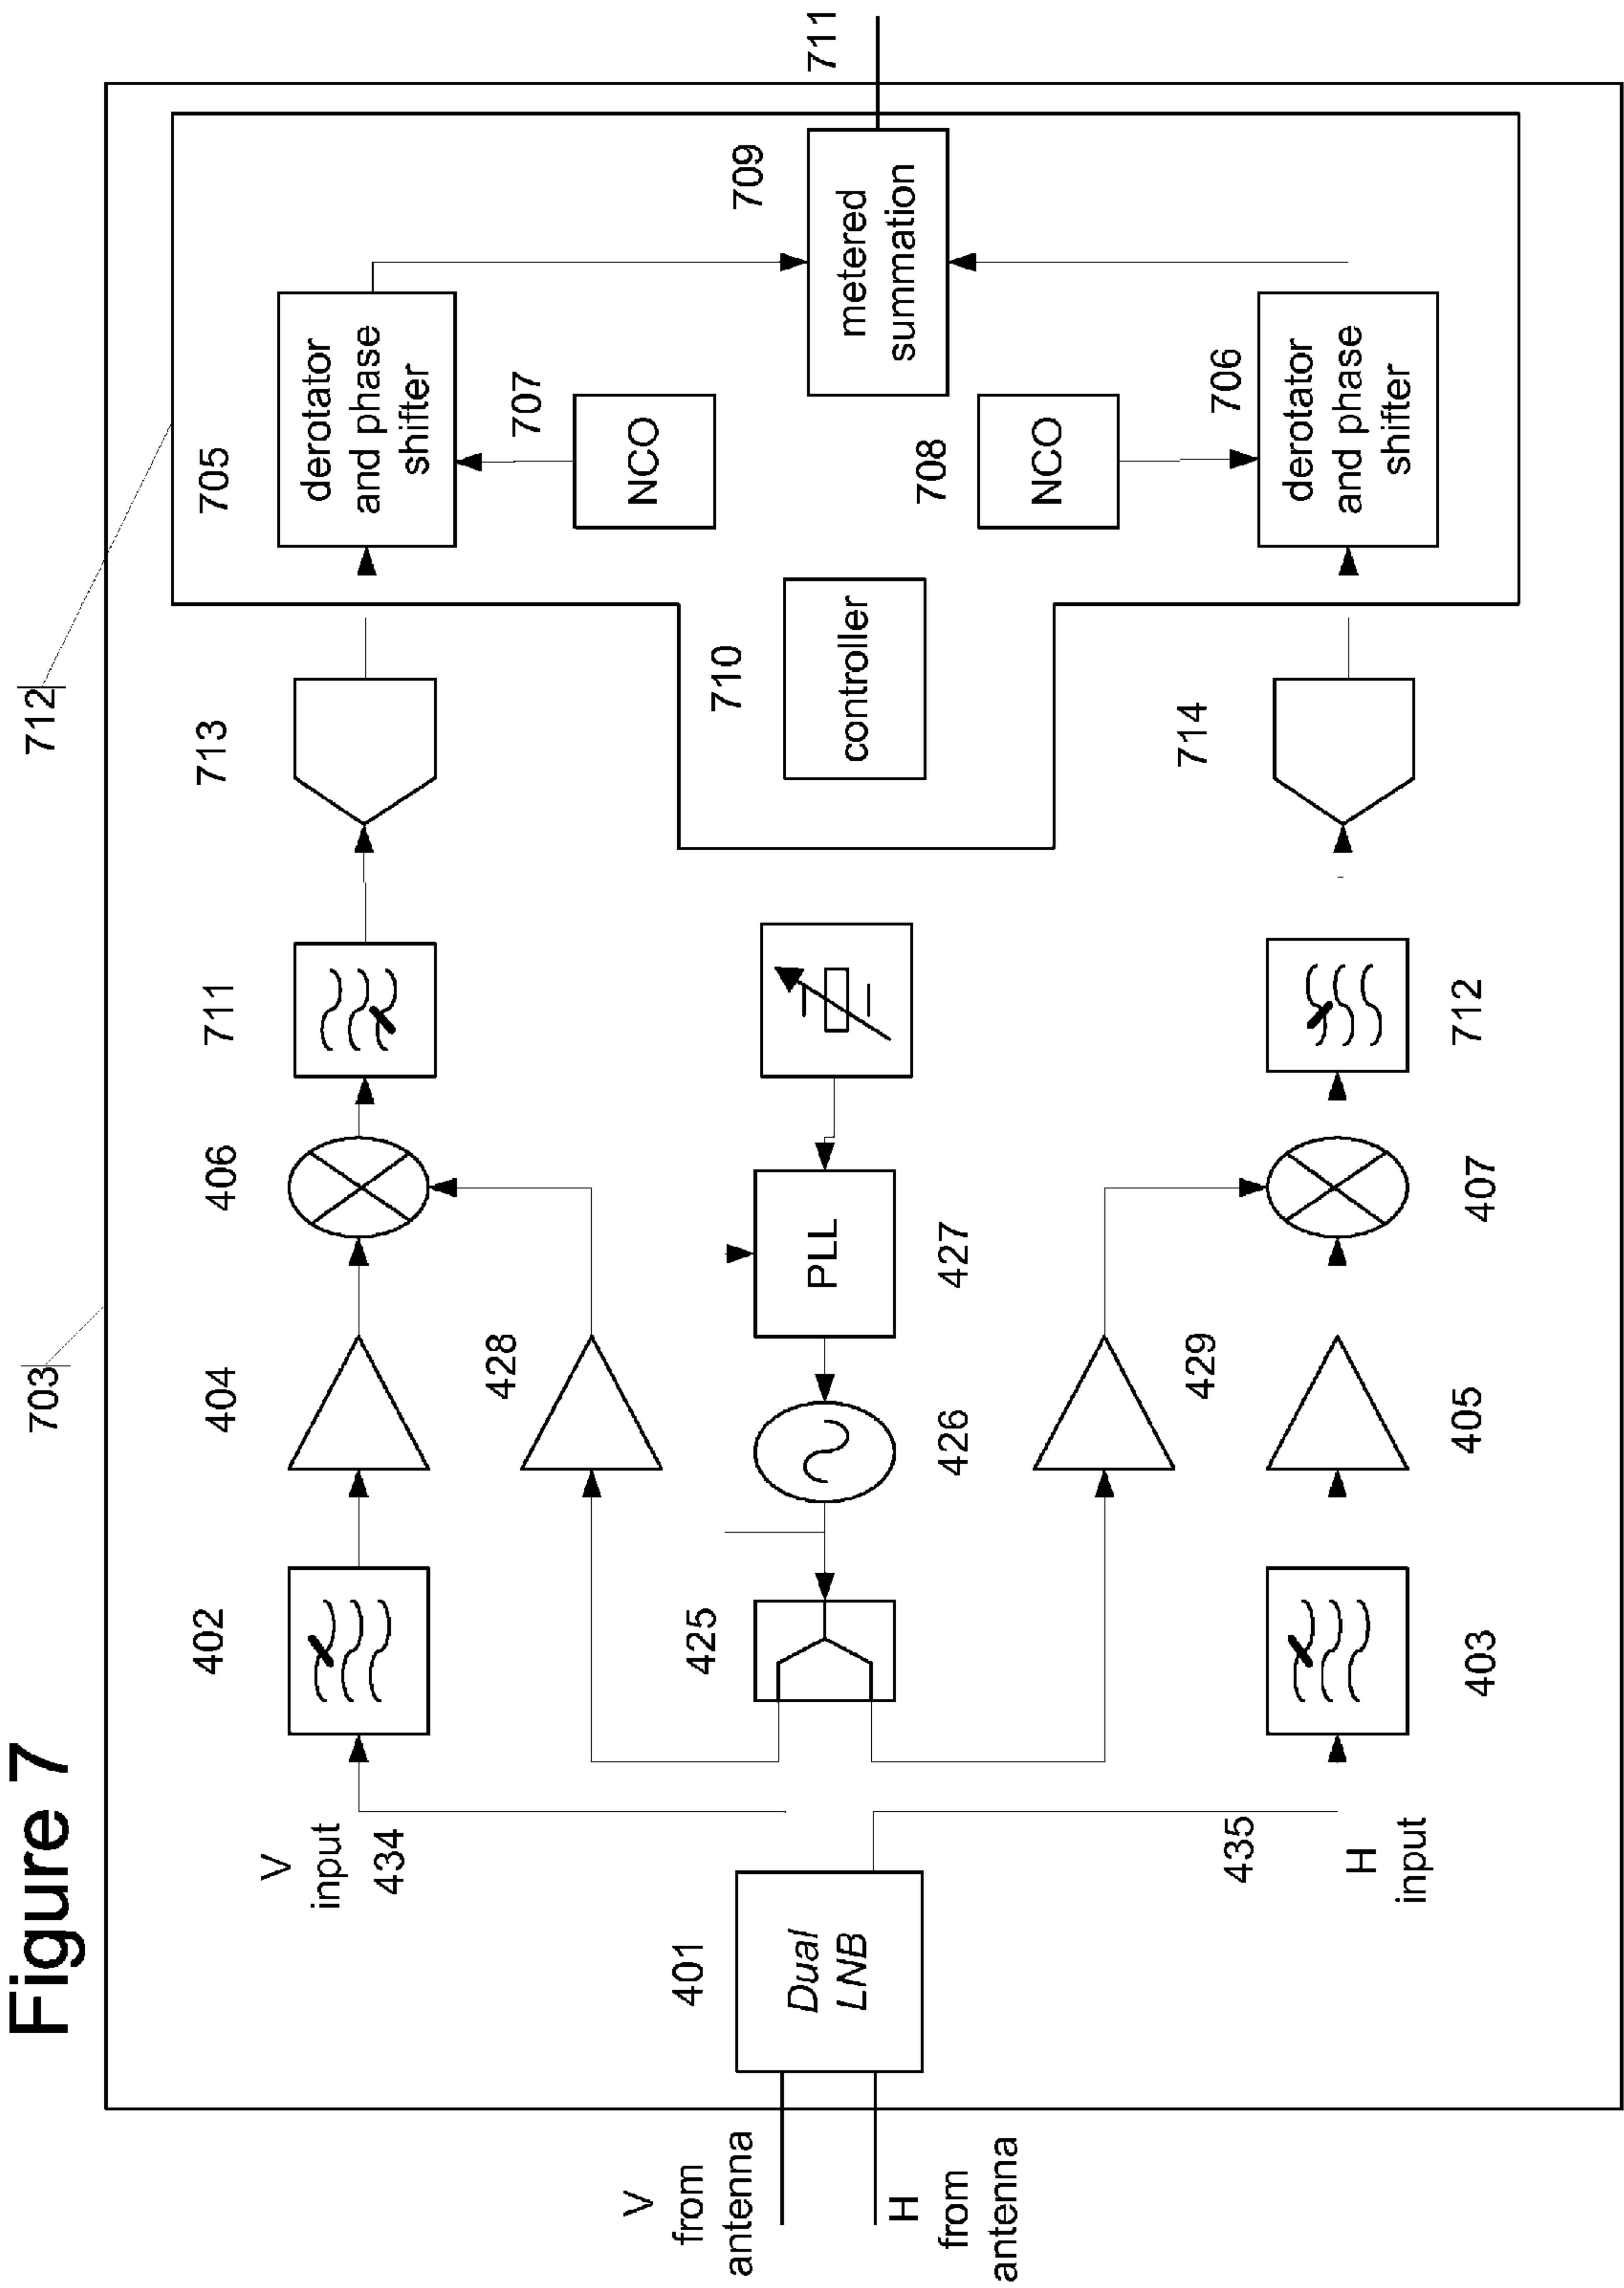 Figure 7
703
712
V
from
antenna
H
from
antenna
401
Dual
LNB
V
input
434
435
H
input
402
404
406
711
713
705
derotator
and phase
shifter
428
707
NCO
425
426
PLL
427
710
controller
709
metered
summation
711
708
NCO
429
706
derotator
and phase
shifter
403
405
407
712
714